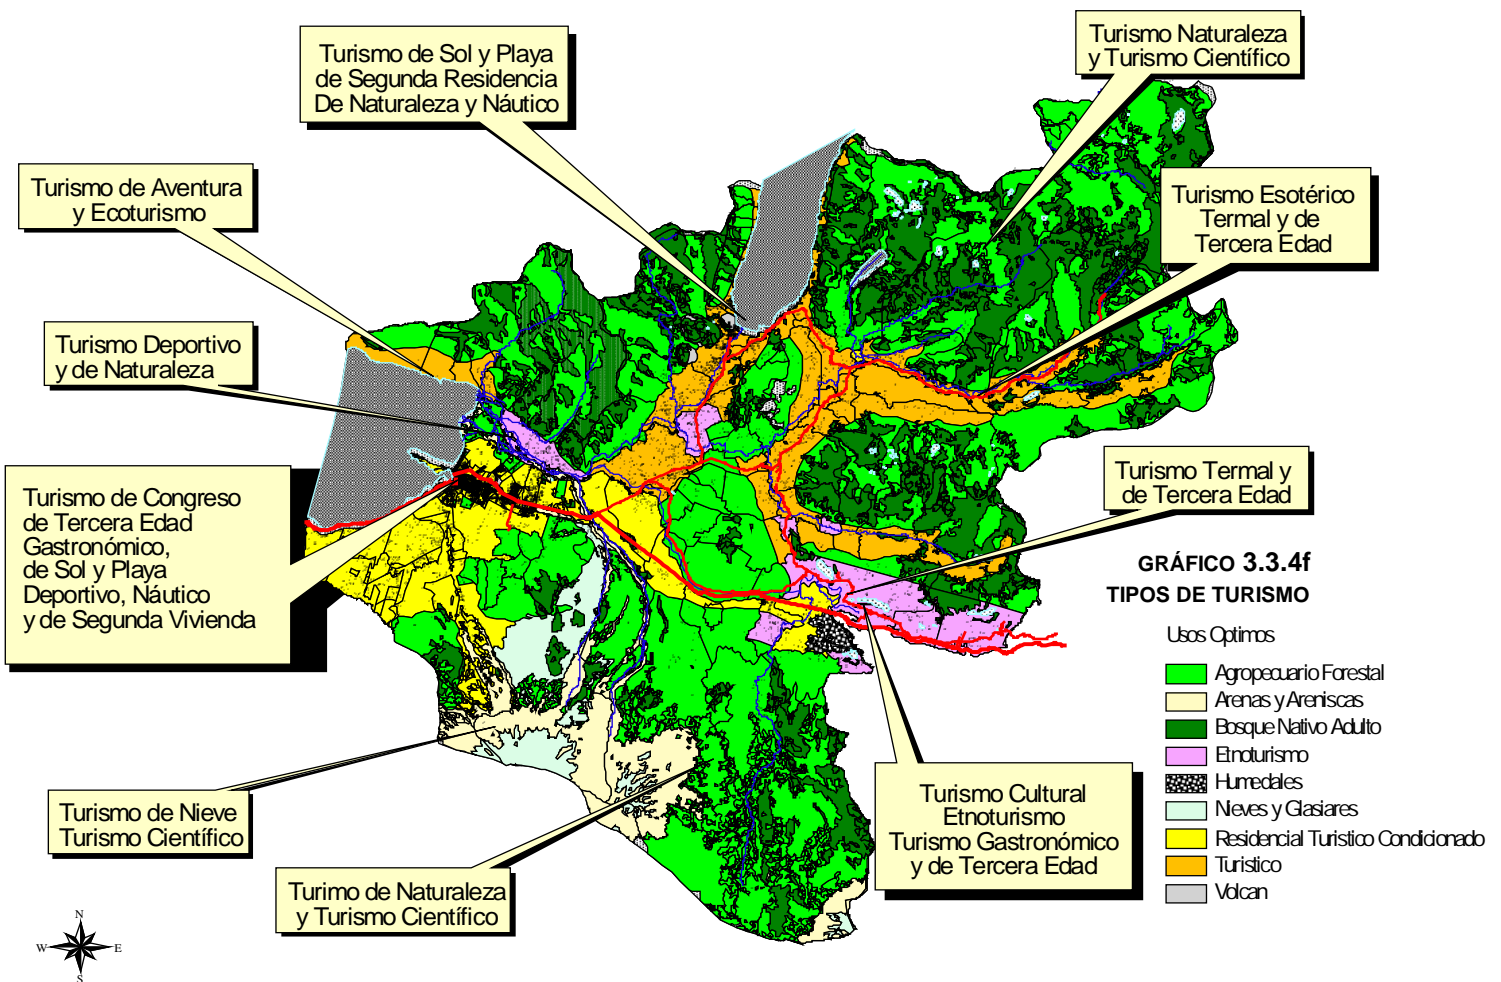 Turismo de Sol y Playa
de Segunda Residencia
De Naturaleza y Náutico
Turismo Naturaleza
y Turismo Científico
Turismo de Aventura
y Ecoturismo
Turismo Esotérico
Termal y de
Tercera Edad
Turismo Deportivo
y de Naturaleza
Turismo de Congreso
de Tercera Edad
Gastronómico,
de Sol y Playa
Deportivo, Náutico
y de Segunda Vivienda
Turismo Termal y
de Tercera Edad
GRÁFICO 3.3.4f
TIPOS DE TURISMO
Usos Optimos
Agropecuario Forestal
Arenas y Areniscas
Bosque Nativo Adulto
Etnoturismo
Humedales
Neves y Glasiares
Residencial Turistico Condicionado
Turistico
Volcan
Turismo de Nieve
Turismo Científico
Turismo Cultural
Etnoturismo
Turismo Gastronómico
y de Tercera Edad
Turimo de Naturaleza
y Turismo Científico
N
W
E
S